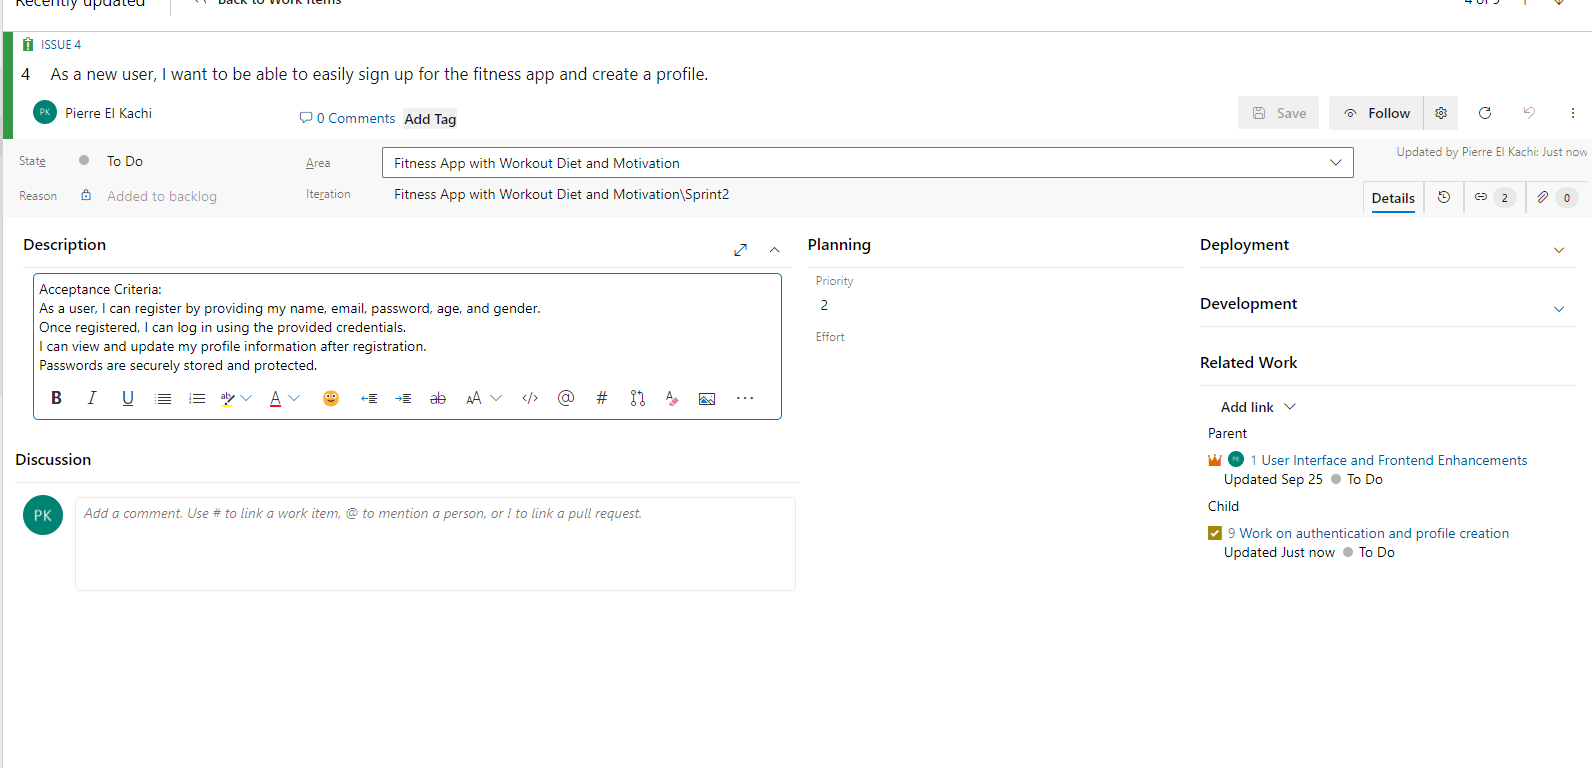 Recently updated
Back to Work Items
4 of 9
ISSUE 4
4 As a new user, I want to be able to easily sign up for the fitness app and create a profile.
PK Pierre El Kachi
0 Comments Add Tag
Save Follow
State To Do
Area Fitness App with Workout Diet and Motivation
Updated by Pierre El Kachi: Just now
Reason Added to backlog
Iteration Fitness App with Workout Diet and Motivation\Sprint2
Details 2 0
Description
Acceptance Criteria:
As a user, I can register by providing my name, email, password, age, and gender.
Once registered, I can log in using the provided credentials.
I can view and update my profile information after registration.
Passwords are securely stored and protected.
B I U ab A ab AA </> @ # A ...
Discussion
PK Add a comment. Use # to link a work item, @ to mention a person, or ! to link a pull request.
Planning
Priority
2
Effort
Deployment
Development
Related Work
Add link
Parent
PK 1 User Interface and Frontend Enhancements
Updated Sep 25 To Do
Child
9 Work on authentication and profile creation
Updated Just now To Do